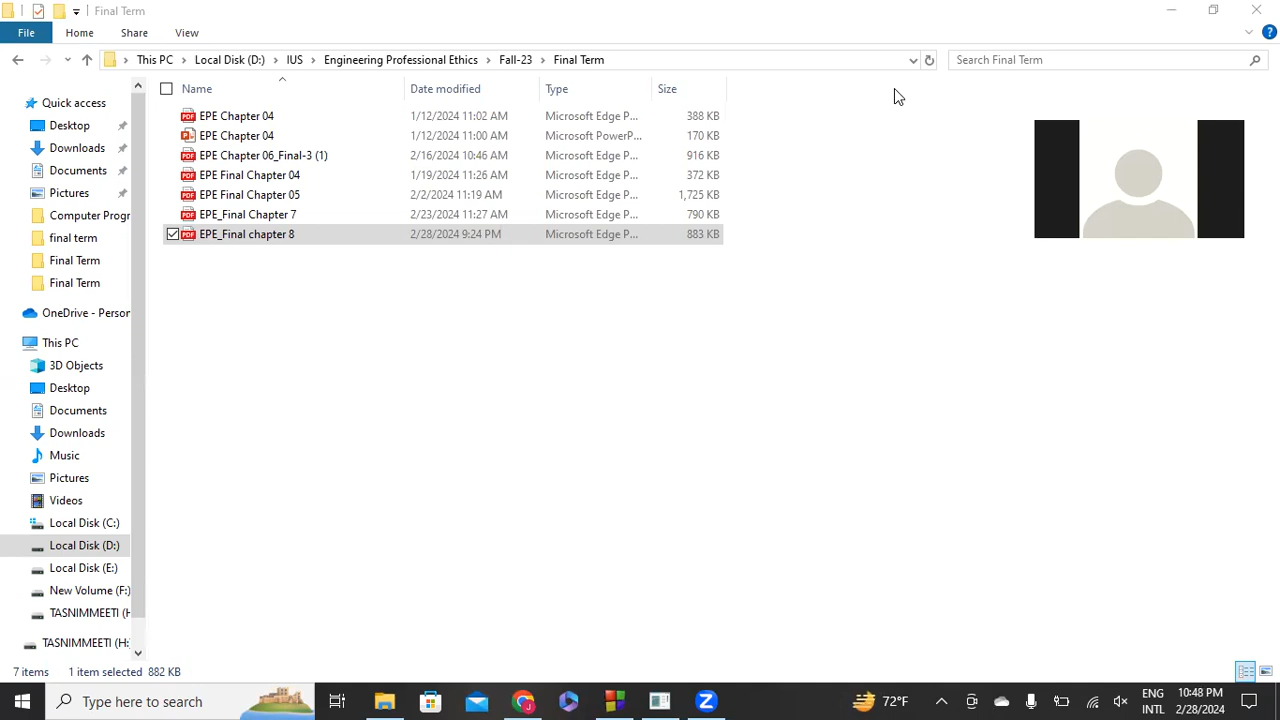 Final Term
File Home Share View
This PC Local Disk (D:) IUS Engineering Professional Ethics Fall-23 Final Term
Search Final Term
Name Date modified Type Size
EPE Chapter 04 1/12/2024 11:02 AM Microsoft Edge P... 388 KB
EPE Chapter 04 1/12/2024 11:00 AM Microsoft PowerP... 170 KB
EPE Chapter 06_Final-3 (1) 2/16/2024 10:46 AM Microsoft Edge P... 916 KB
EPE Final Chapter 04 1/19/2024 11:26 AM Microsoft Edge P... 372 KB
EPE Final Chapter 05 2/2/2024 11:19 AM Microsoft Edge P... 1,725 KB
EPE_Final Chapter 7 2/23/2024 11:27 AM Microsoft Edge P... 790 KB
EPE_Final chapter 8 2/28/2024 9:24 PM Microsoft Edge P... 883 KB
Quick access
Desktop
Downloads
Documents
Pictures
Computer Progr
final term
Final Term
Final Term
OneDrive - Person
This PC
3D Objects
Desktop
Documents
Downloads
Music
Pictures
Videos
Local Disk (C:)
Local Disk (D:)
Local Disk (E:)
New Volume (F:)
TASNIMMEETI (H
TASNIMMEETI (H:
7 items 1 item selected 882 KB
Type here to search
72°F
ENG
INTL
10:48 PM
2/28/2024